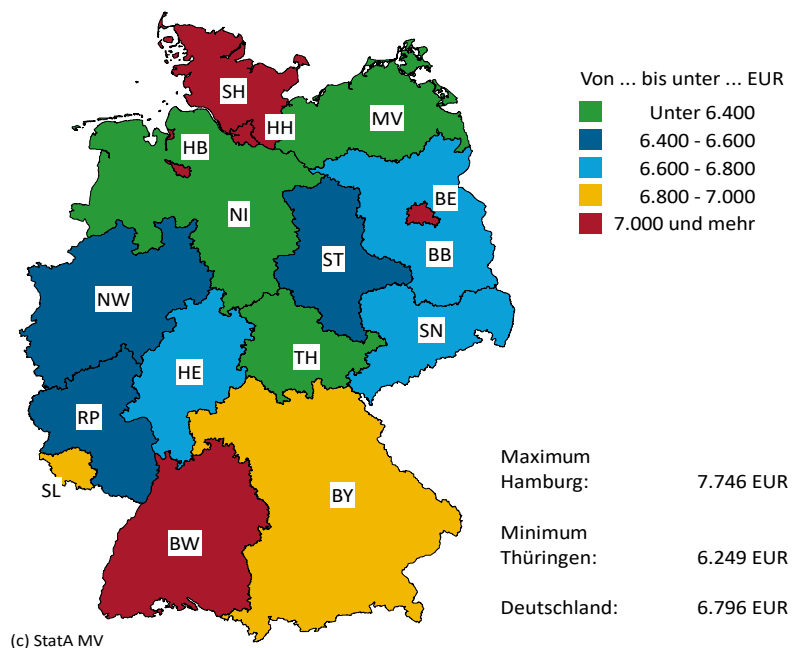 SH
HH
MV
HB
NI
BE
BB
ST
NW
SN
TH
HE
RP
SL
BY
BW
Von ... bis unter ... EUR
Unter 6.400
6.400 - 6.600
6.600 - 6.800
6.800 - 7.000
7.000 und mehr
Maximum
Hamburg: 7.746 EUR
Minimum
Thüringen: 6.249 EUR
Deutschland: 6.796 EUR
(c) StatA MV